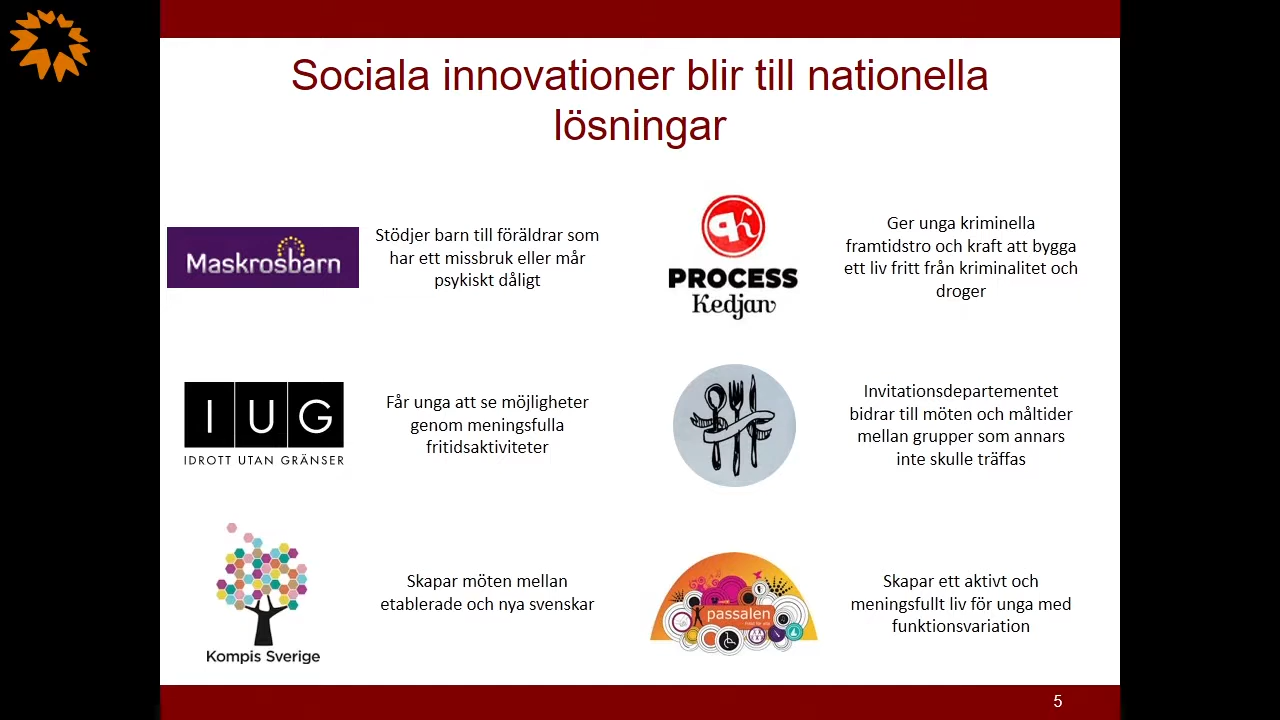 Sociala innovationer blir till nationella
lösningar
Maskrosbarn
Stödjer barn till föräldrar som
har ett missbruk eller mår
psykiskt dåligt
pk
PROCESS
Kedjan
Ger unga kriminella
framtidstro och kraft att bygga
ett liv fritt från kriminalitet och
droger
IUG
IDROTT UTAN GRÄNSER
Får unga att se möjligheter
genom meningsfulla
fritidsaktiviteter
Invitationsdepartementet
bidrar till möten och måltider
mellan grupper som annars
inte skulle träffas
Kompis Sverige
Skapar möten mellan
etablerade och nya svenskar
passalen
Skapar ett aktivt och
meningsfullt liv för unga med
funktionsvariation
5